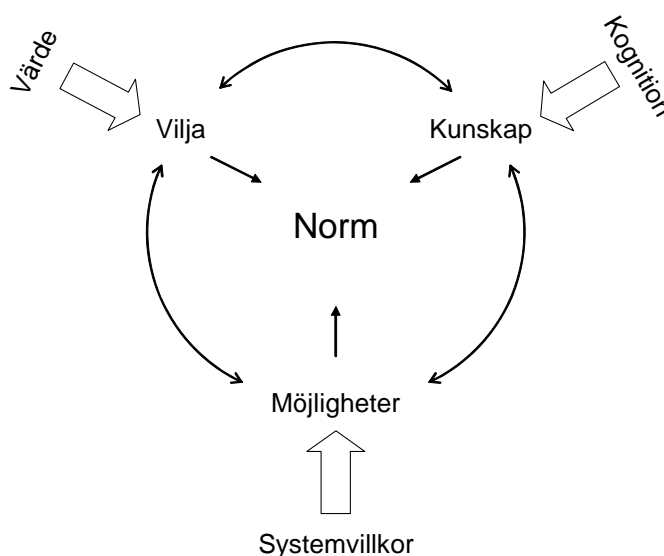 Värde
Kognition
Vilja
Kunskap
Norm
Möjligheter
Systemvillkor